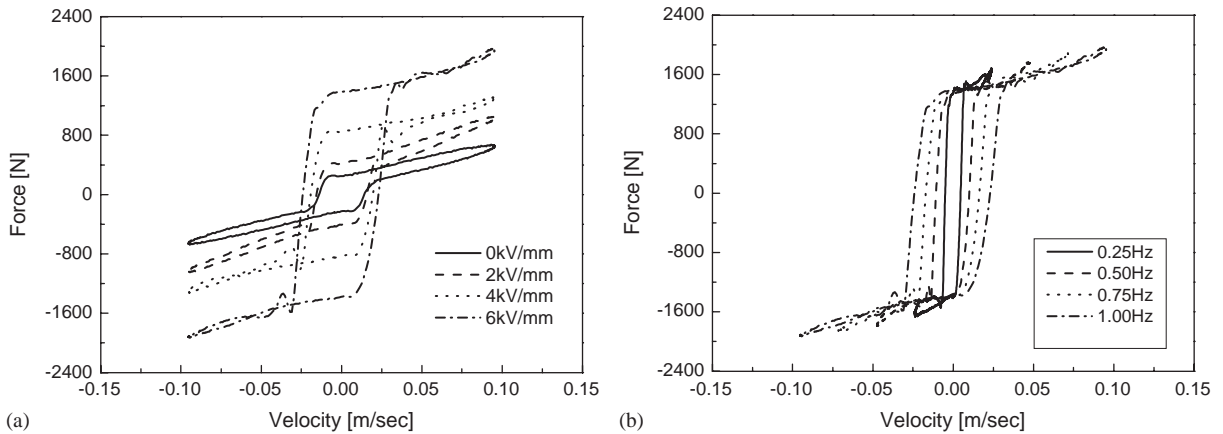 2400
1600
800
0
-800
-1600
-2400
Force [N]
0kV/mm
2kV/mm
4kV/mm
6kV/mm
-0.15 -0.10 -0.05 0.00 0.05 0.10 0.15
(a) Velocity [m/sec]
2400
1600
800
0
-800
-1600
-2400
Force [N]
0.25Hz
0.50Hz
0.75Hz
1.00Hz
-0.15 -0.10 -0.05 0.00 0.05 0.10 0.15
(b) Velocity [m/sec]